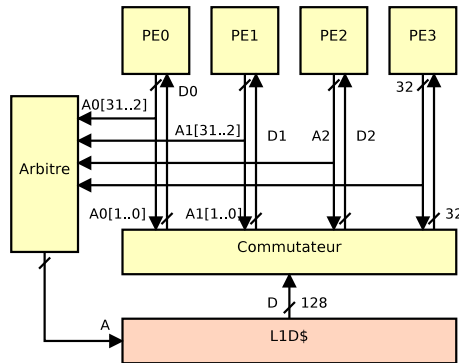 PE0 PE1 PE2 PE3
D0 32
A0[31..2]
A1[31..2] D1 A2 D2
Arbitre
A0[1..0] A1[1..0] 32
Commutateur
D 128
A
L1D$